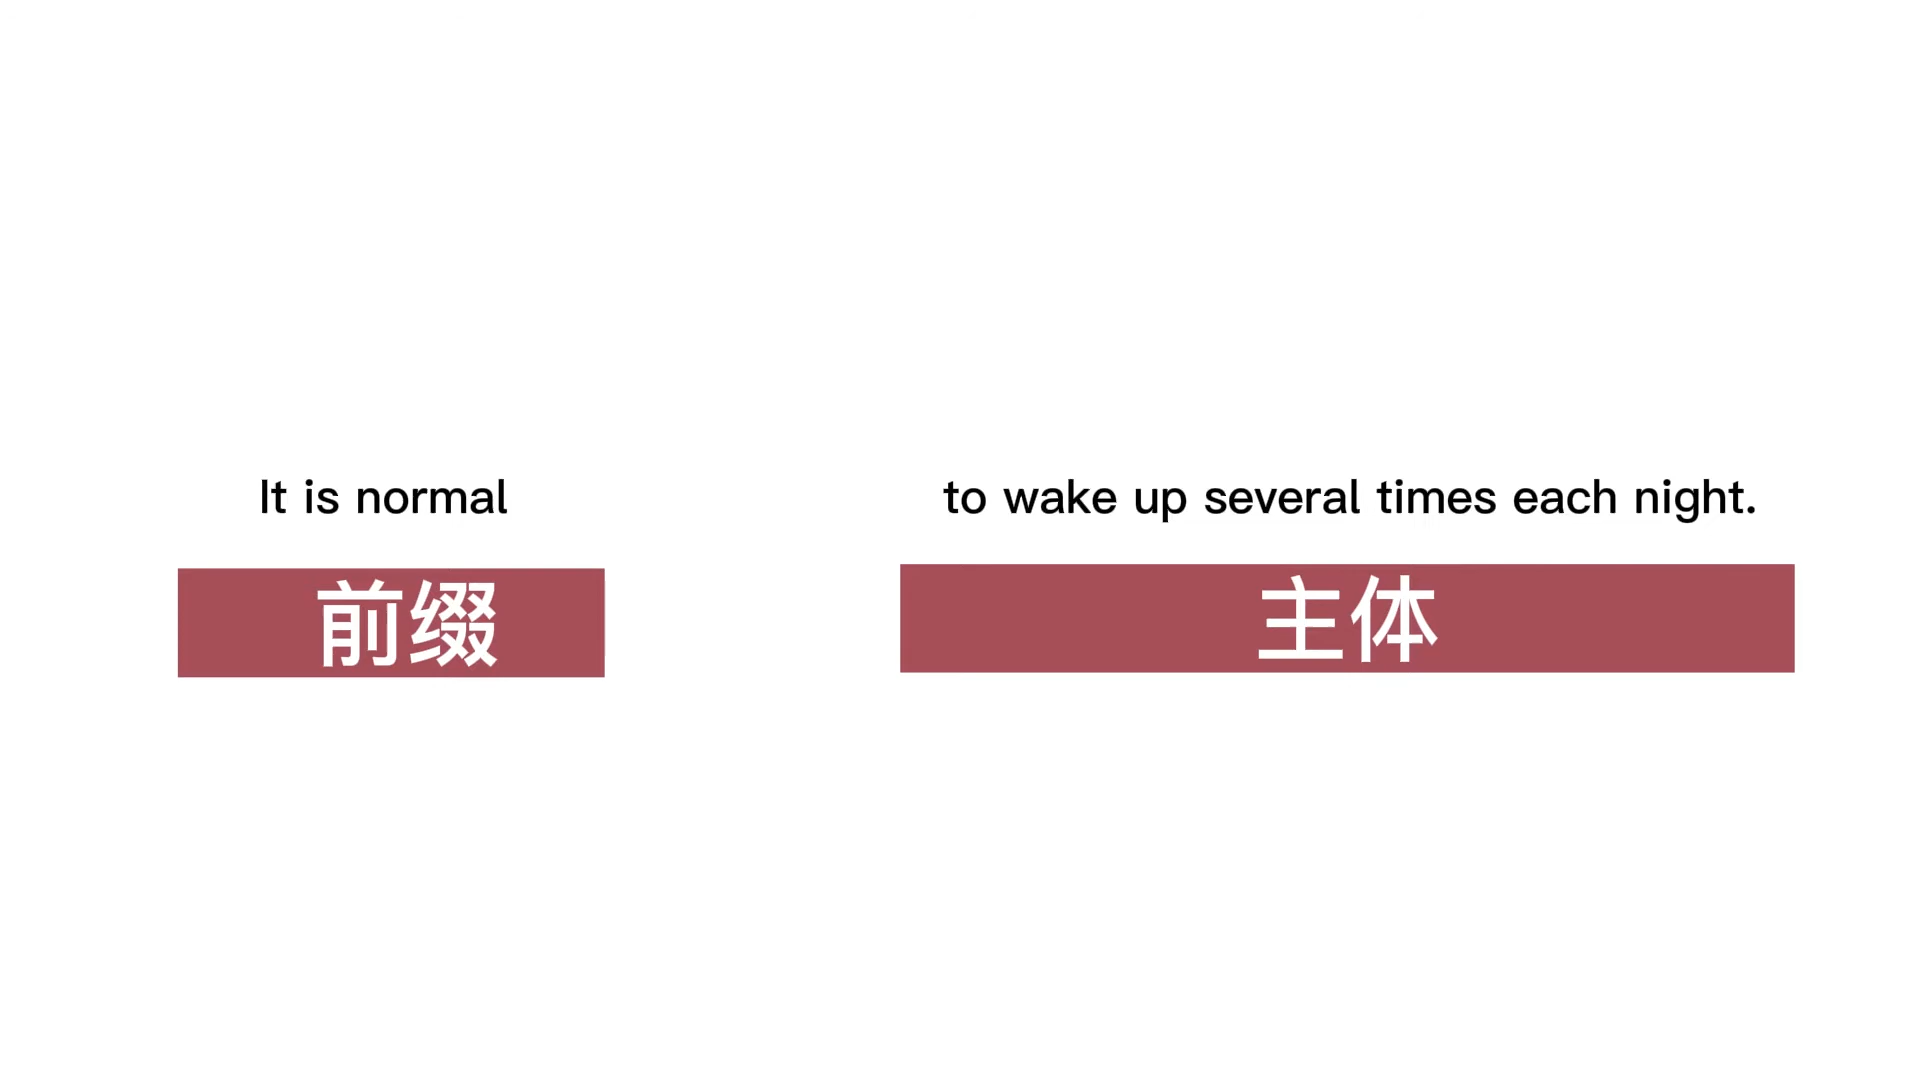 It is normal
to wake up several times each night.
前缀
主体